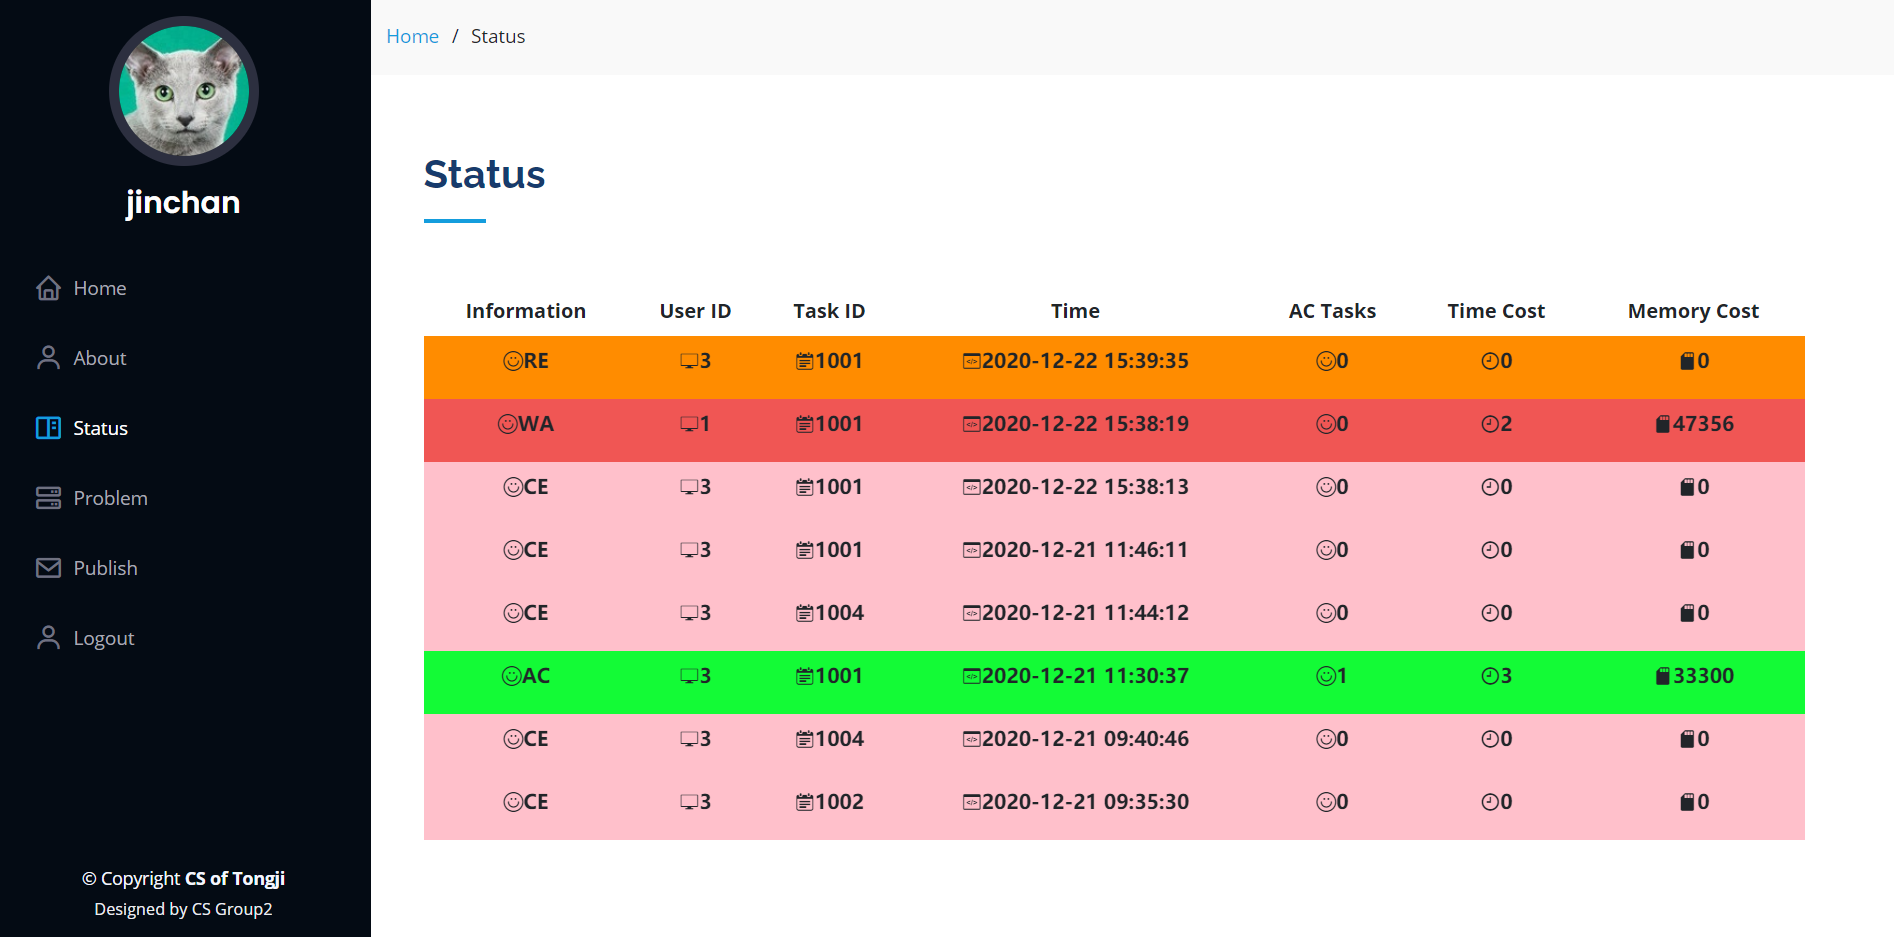 jinchan
Home
About
Status
Problem
Publish
Logout
© Copyright CS of Tongji
Designed by CS Group2
Home / Status
Status
Information User ID Task ID Time AC Tasks Time Cost Memory Cost
RE 3 1001 2020-12-22 15:39:35 0 0 0
WA 1 1001 2020-12-22 15:38:19 0 2 47356
CE 3 1001 2020-12-22 15:38:13 0 0 0
CE 3 1001 2020-12-21 11:46:11 0 0 0
CE 3 1004 2020-12-21 11:44:12 0 0 0
AC 3 1001 2020-12-21 11:30:37 1 3 33300
CE 3 1004 2020-12-21 09:40:46 0 0 0
CE 3 1002 2020-12-21 09:35:30 0 0 0